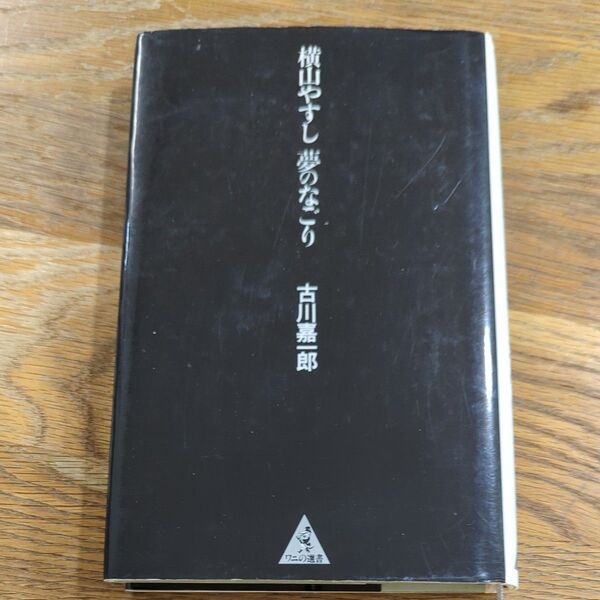 横山やすし 夢のなごり
古川嘉一郎
ワニの選書